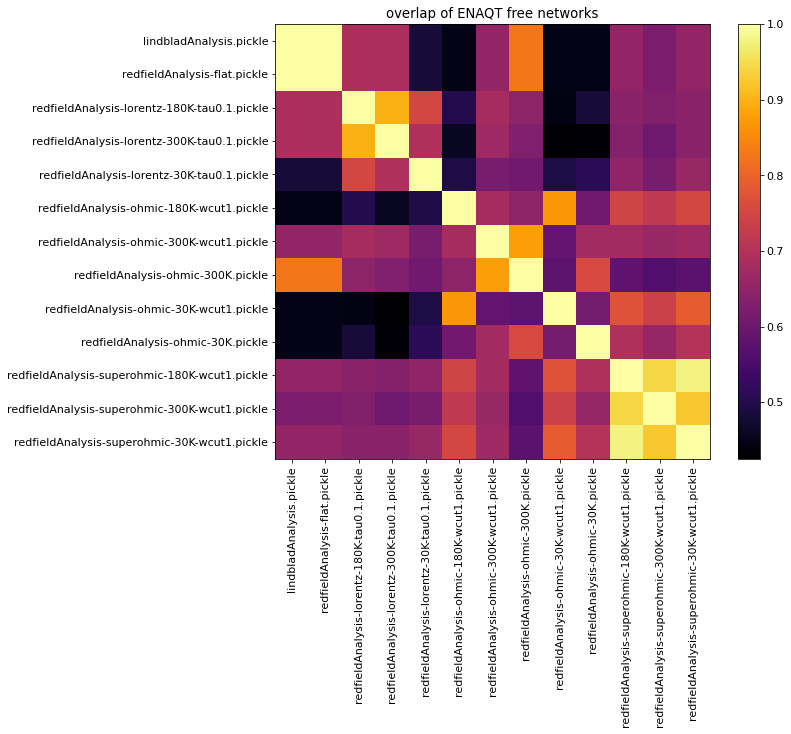 overlap of ENAQT free networks
lindbladAnalysis.pickle
redfieldAnalysis-flat.pickle
redfieldAnalysis-lorentz-180K-tau0.1.pickle
redfieldAnalysis-lorentz-300K-tau0.1.pickle
redfieldAnalysis-lorentz-30K-tau0.1.pickle
redfieldAnalysis-ohmic-180K-wcut1.pickle
redfieldAnalysis-ohmic-300K-wcut1.pickle
redfieldAnalysis-ohmic-300K.pickle
redfieldAnalysis-ohmic-30K-wcut1.pickle
redfieldAnalysis-ohmic-30K.pickle
redfieldAnalysis-superohmic-180K-wcut1.pickle
redfieldAnalysis-superohmic-300K-wcut1.pickle
redfieldAnalysis-superohmic-30K-wcut1.pickle
lindbladAnalysis.pickle
redfieldAnalysis-flat.pickle
redfieldAnalysis-lorentz-180K-tau0.1.pickle
redfieldAnalysis-lorentz-300K-tau0.1.pickle
redfieldAnalysis-lorentz-30K-tau0.1.pickle
redfieldAnalysis-ohmic-180K-wcut1.pickle
redfieldAnalysis-ohmic-300K-wcut1.pickle
redfieldAnalysis-ohmic-300K.pickle
redfieldAnalysis-ohmic-30K-wcut1.pickle
redfieldAnalysis-ohmic-30K.pickle
redfieldAnalysis-superohmic-180K-wcut1.pickle
redfieldAnalysis-superohmic-300K-wcut1.pickle
redfieldAnalysis-superohmic-30K-wcut1.pickle
1.0
0.9
0.8
0.7
0.6
0.5